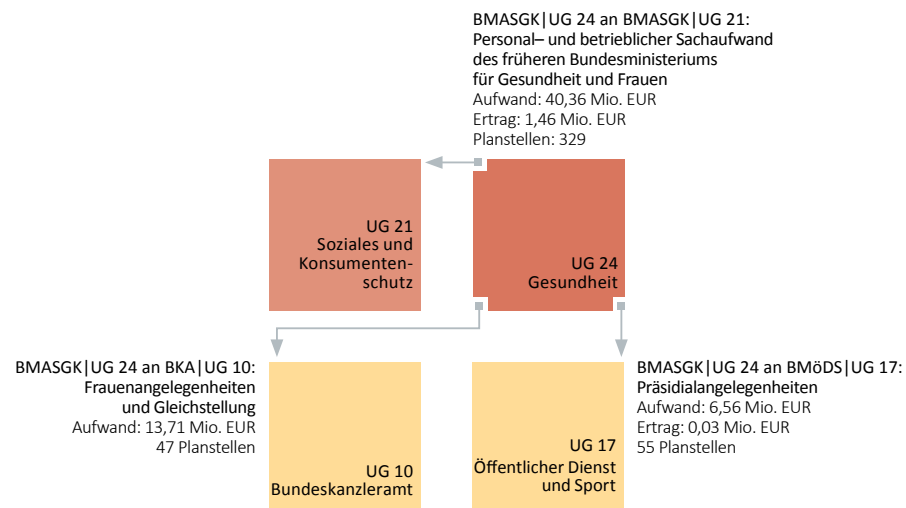 BMASGK|UG 24 an BMASGK|UG 21:
Personal– und betrieblicher Sachaufwand
des früheren Bundesministeriums
für Gesundheit und Frauen
Aufwand: 40,36 Mio. EUR
Ertrag: 1,46 Mio. EUR
Planstellen: 329
UG 21
Soziales und
Konsumenten-
schutz
UG 24
Gesundheit
BMASGK|UG 24 an BKA|UG 10:
Frauenangelegenheiten
und Gleichstellung
Aufwand: 13,71 Mio. EUR
47 Planstellen
UG 10
Bundeskanzleramt
UG 17
Öffentlicher Dienst
und Sport
BMASGK|UG 24 an BMöDS|UG 17:
Präsidialangelegenheiten
Aufwand: 6,56 Mio. EUR
Ertrag: 0,03 Mio. EUR
55 Planstellen